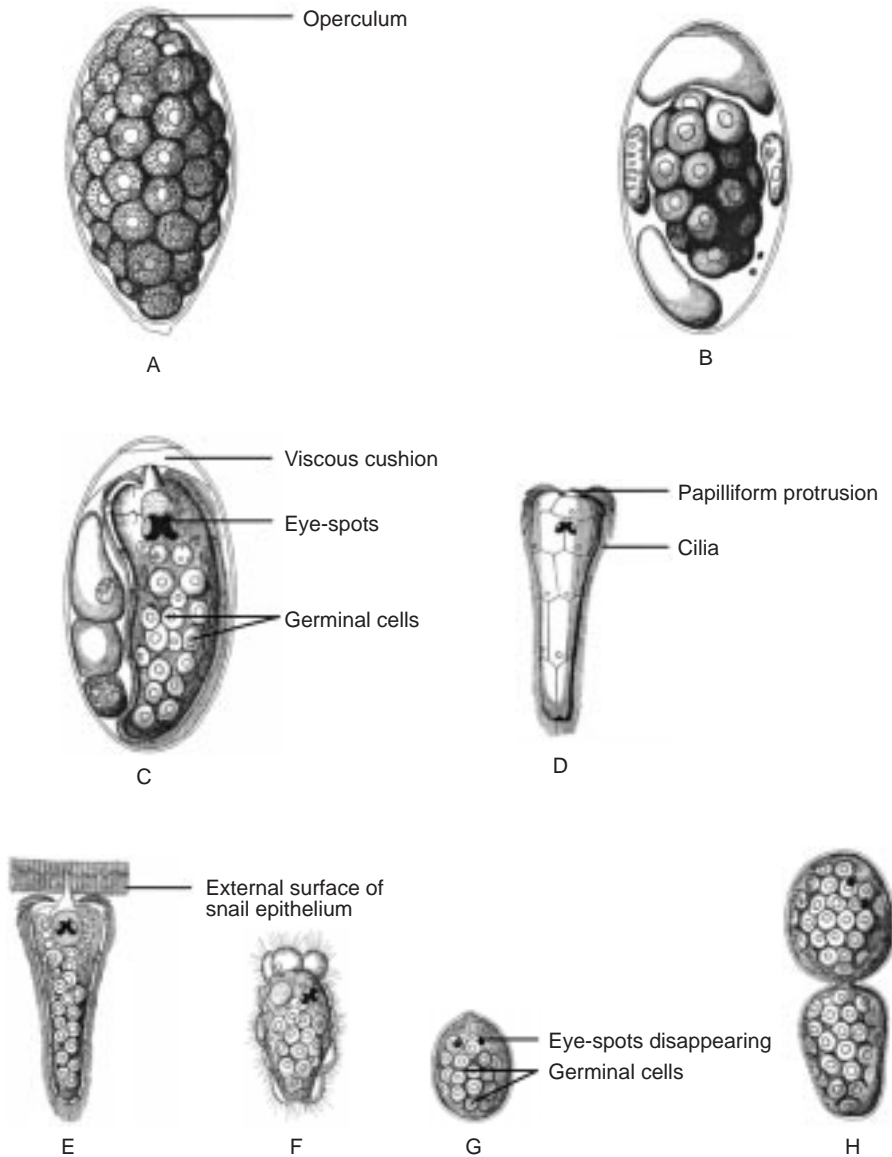 Operculum
A
B
Viscous cushion
Eye-spots
Germinal cells
C
Papilliform protrusion
Cilia
D
External surface of
snail epithelium
E
F
Eye-spots disappearing
Germinal cells
G
H